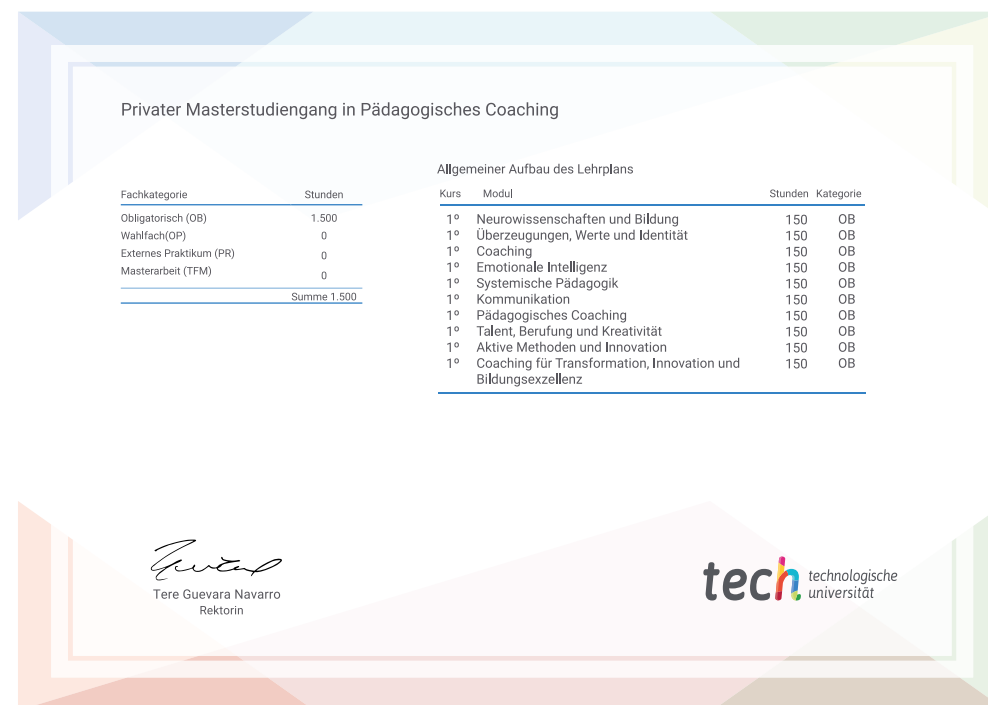 Privater Masterstudiengang in Pädagogisches Coaching
Allgemeiner Aufbau des Lehrplans
Fachkategorie Stunden
Obligatorisch (OB) 1.500
Wahlfach(OP) 0
Externes Praktikum (PR) 0
Masterarbeit (TFM) 0
Summe 1.500
Kurs Modul Stunden Kategorie
1º Neurowissenschaften und Bildung 150 OB
1º Überzeugungen, Werte und Identität 150 OB
1º Coaching 150 OB
1º Emotionale Intelligenz 150 OB
1º Systemische Pädagogik 150 OB
1º Kommunikation 150 OB
1º Pädagogisches Coaching 150 OB
1º Talent, Berufung und Kreativität 150 OB
1º Aktive Methoden und Innovation 150 OB
1º Coaching für Transformation, Innovation und 150 OB
Bildungsexzellenz
Tere Guevara Navarro
Rektorin
tech technologische
universität